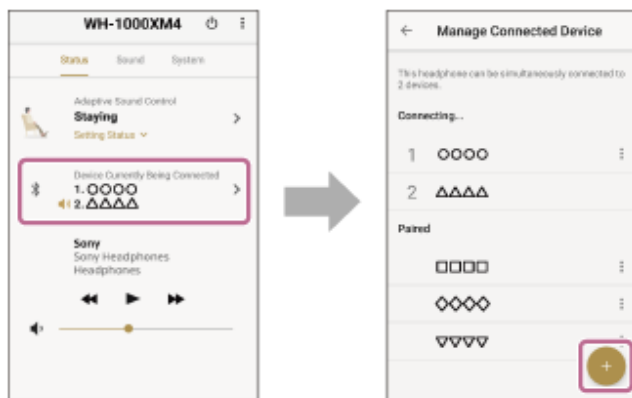 WH-1000XM4
Status Sound System
Adaptive Sound Control
Staying
Setting Status
Device Currently Being Connected
1. ○○○○
2. △△△△
Sony
Sony Headphones
Headphones
Manage Connected Device
This headphone can be simultaneously connected to
2 devices.
Connecting...
1 ○○○○
2 △△△△
Paired
□□□□
◇◇◇◇
▽▽▽▽
+